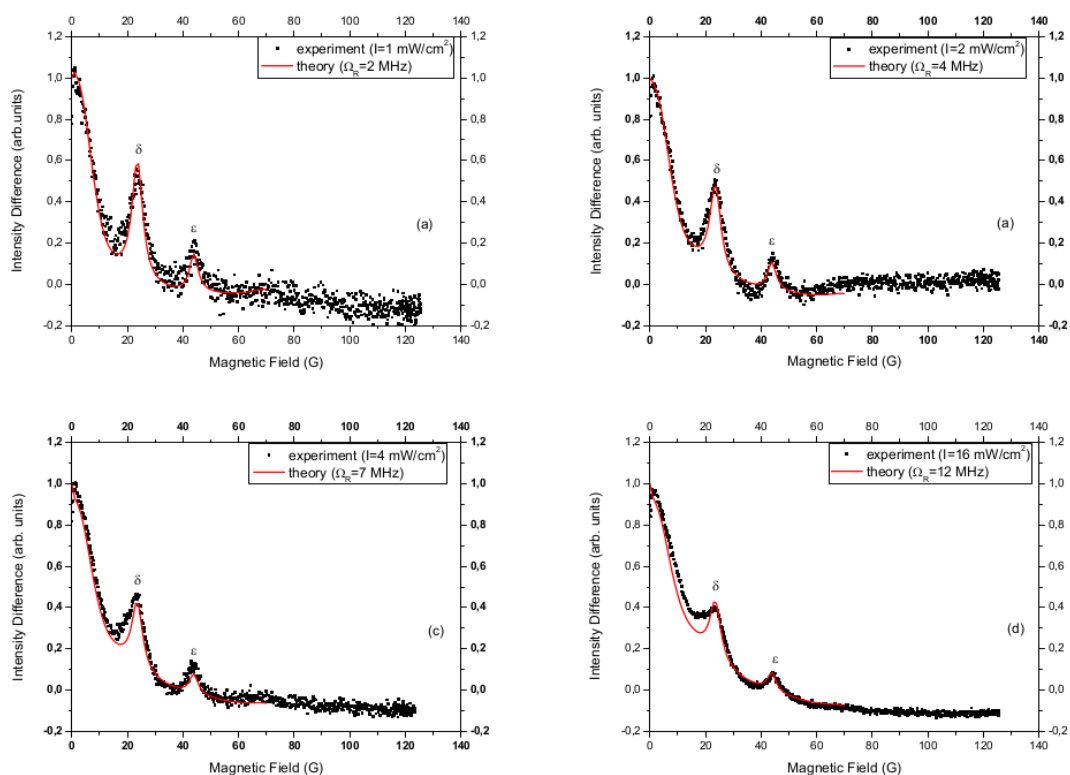 0 20 40 60 80 100 120 140
1,2 1,2
experiment (I=1 mW/cm²)
theory (Ω_R=2 MHz)
1,0 1,0
0,8 0,8
δ
0,6 0,6
0,4 0,4
ε (a)
0,2 0,2
0,0 0,0
-0,2 -0,2
0 20 40 60 80 100 120 140
Magnetic Field (G)
Intensity Difference (arb.units)
0 20 40 60 80 100 120 140
1,2 1,2
experiment (I=2 mW/cm²)
theory (Ω_R=4 MHz)
1,0 1,0
0,8 0,8
0,6 0,6
δ
0,4 0,4
(a)
0,2 ε 0,2
0,0 0,0
-0,2 -0,2
0 20 40 60 80 100 120 140
Magnetic Field (G)
Intensity Difference (arb. units)
0 20 40 60 80 100 120 140
1,2 1,2
experiment (I=4 mW/cm²)
theory (Ω_R=7 MHz)
1,0 1,0
0,8 0,8
0,6 0,6
δ
0,4 0,4
(c)
0,2 ε 0,2
0,0 0,0
-0,2 -0,2
0 20 40 60 80 100 120 140
Magnetic Field (G)
Intensity Difference (arb. units)
0 20 40 60 80 100 120 140
1,2 1,2
experiment (I=16 mW/cm²)
theory (Ω_R=12 MHz)
1,0 1,0
0,8 0,8
0,6 0,6
δ
0,4 0,4
(d)
0,2 0,2
ε
0,0 0,0
-0,2 -0,2
0 20 40 60 80 100 120 140
Magnetic Field (G)
Intensity Difference (arb. units)